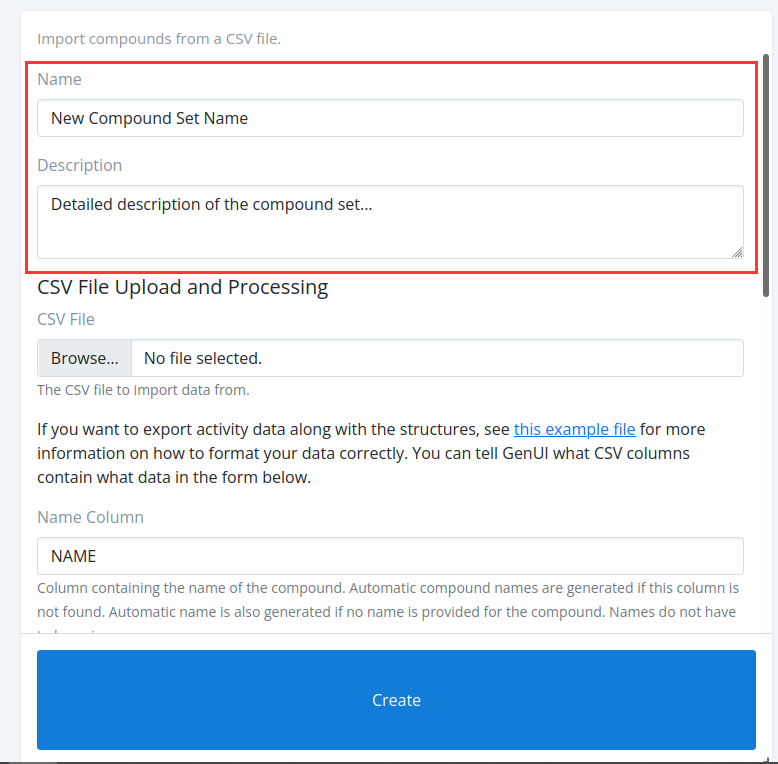 Import compounds from a CSV file.
Name
New Compound Set Name
Description
Detailed description of the compound set...
CSV File Upload and Processing
CSV File
Browse... No file selected.
The CSV file to import data from.
If you want to export activity data along with the structures, see this example file for more
information on how to format your data correctly. You can tell GenUI what CSV columns
contain what data in the form below.
Name Column
NAME
Column containing the name of the compound. Automatic compound names are generated if this column is
not found. Automatic name is also generated if no name is provided for the compound. Names do not have
Create